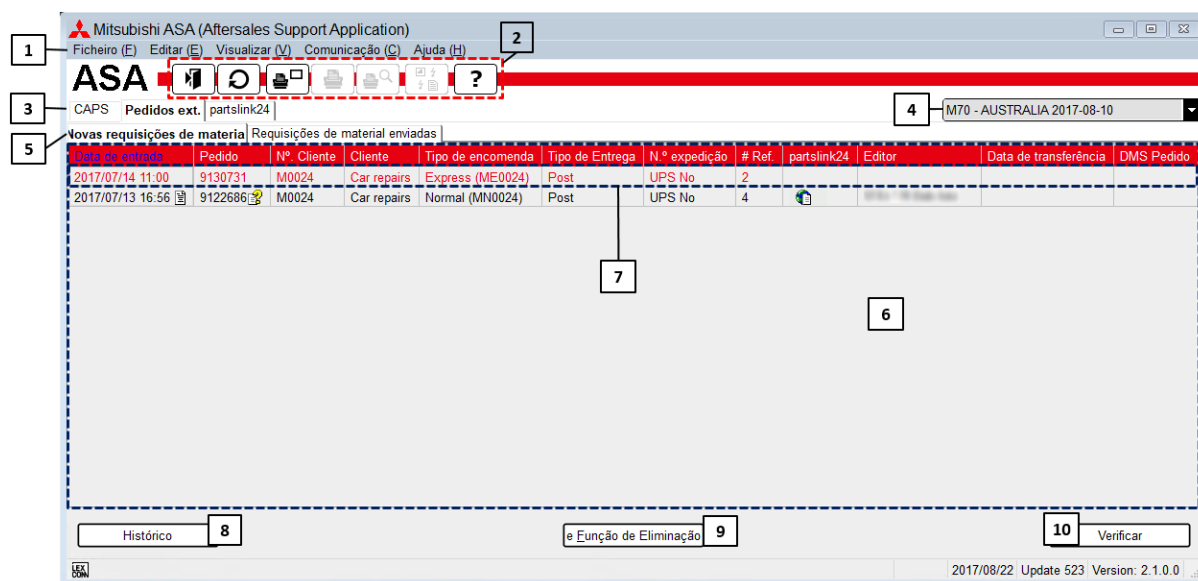 Mitsubishi ASA (Aftersales Support Application)
1 Ficheiro (F) Editar (E) Visualizar (V) Comunicação (C) Ajuda (H) 2
ASA ?
3 CAPS Pedidos ext. partslink24 4 M70 - AUSTRALIA 2017-08-10
5 Novas requisições de materia Requisições de material enviadas
Data de entrada Pedido Nº. Cliente Cliente Tipo de encomenda Tipo de Entrega N.º expedição # Ref. partslink24 Editor Data de transferência DMS Pedido
2017/07/14 11:00 9130731 M0024 Car repairs Express (ME0024) Post UPS No 2
2017/07/13 16:56 9122686 M0024 Car repairs Normal (MN0024) Post UPS No 4
7
6
Histórico 8 e Função de Eliminação 9 10 Verificar
LEX COM 2017/08/22 Update 523 Version: 2.1.0.0